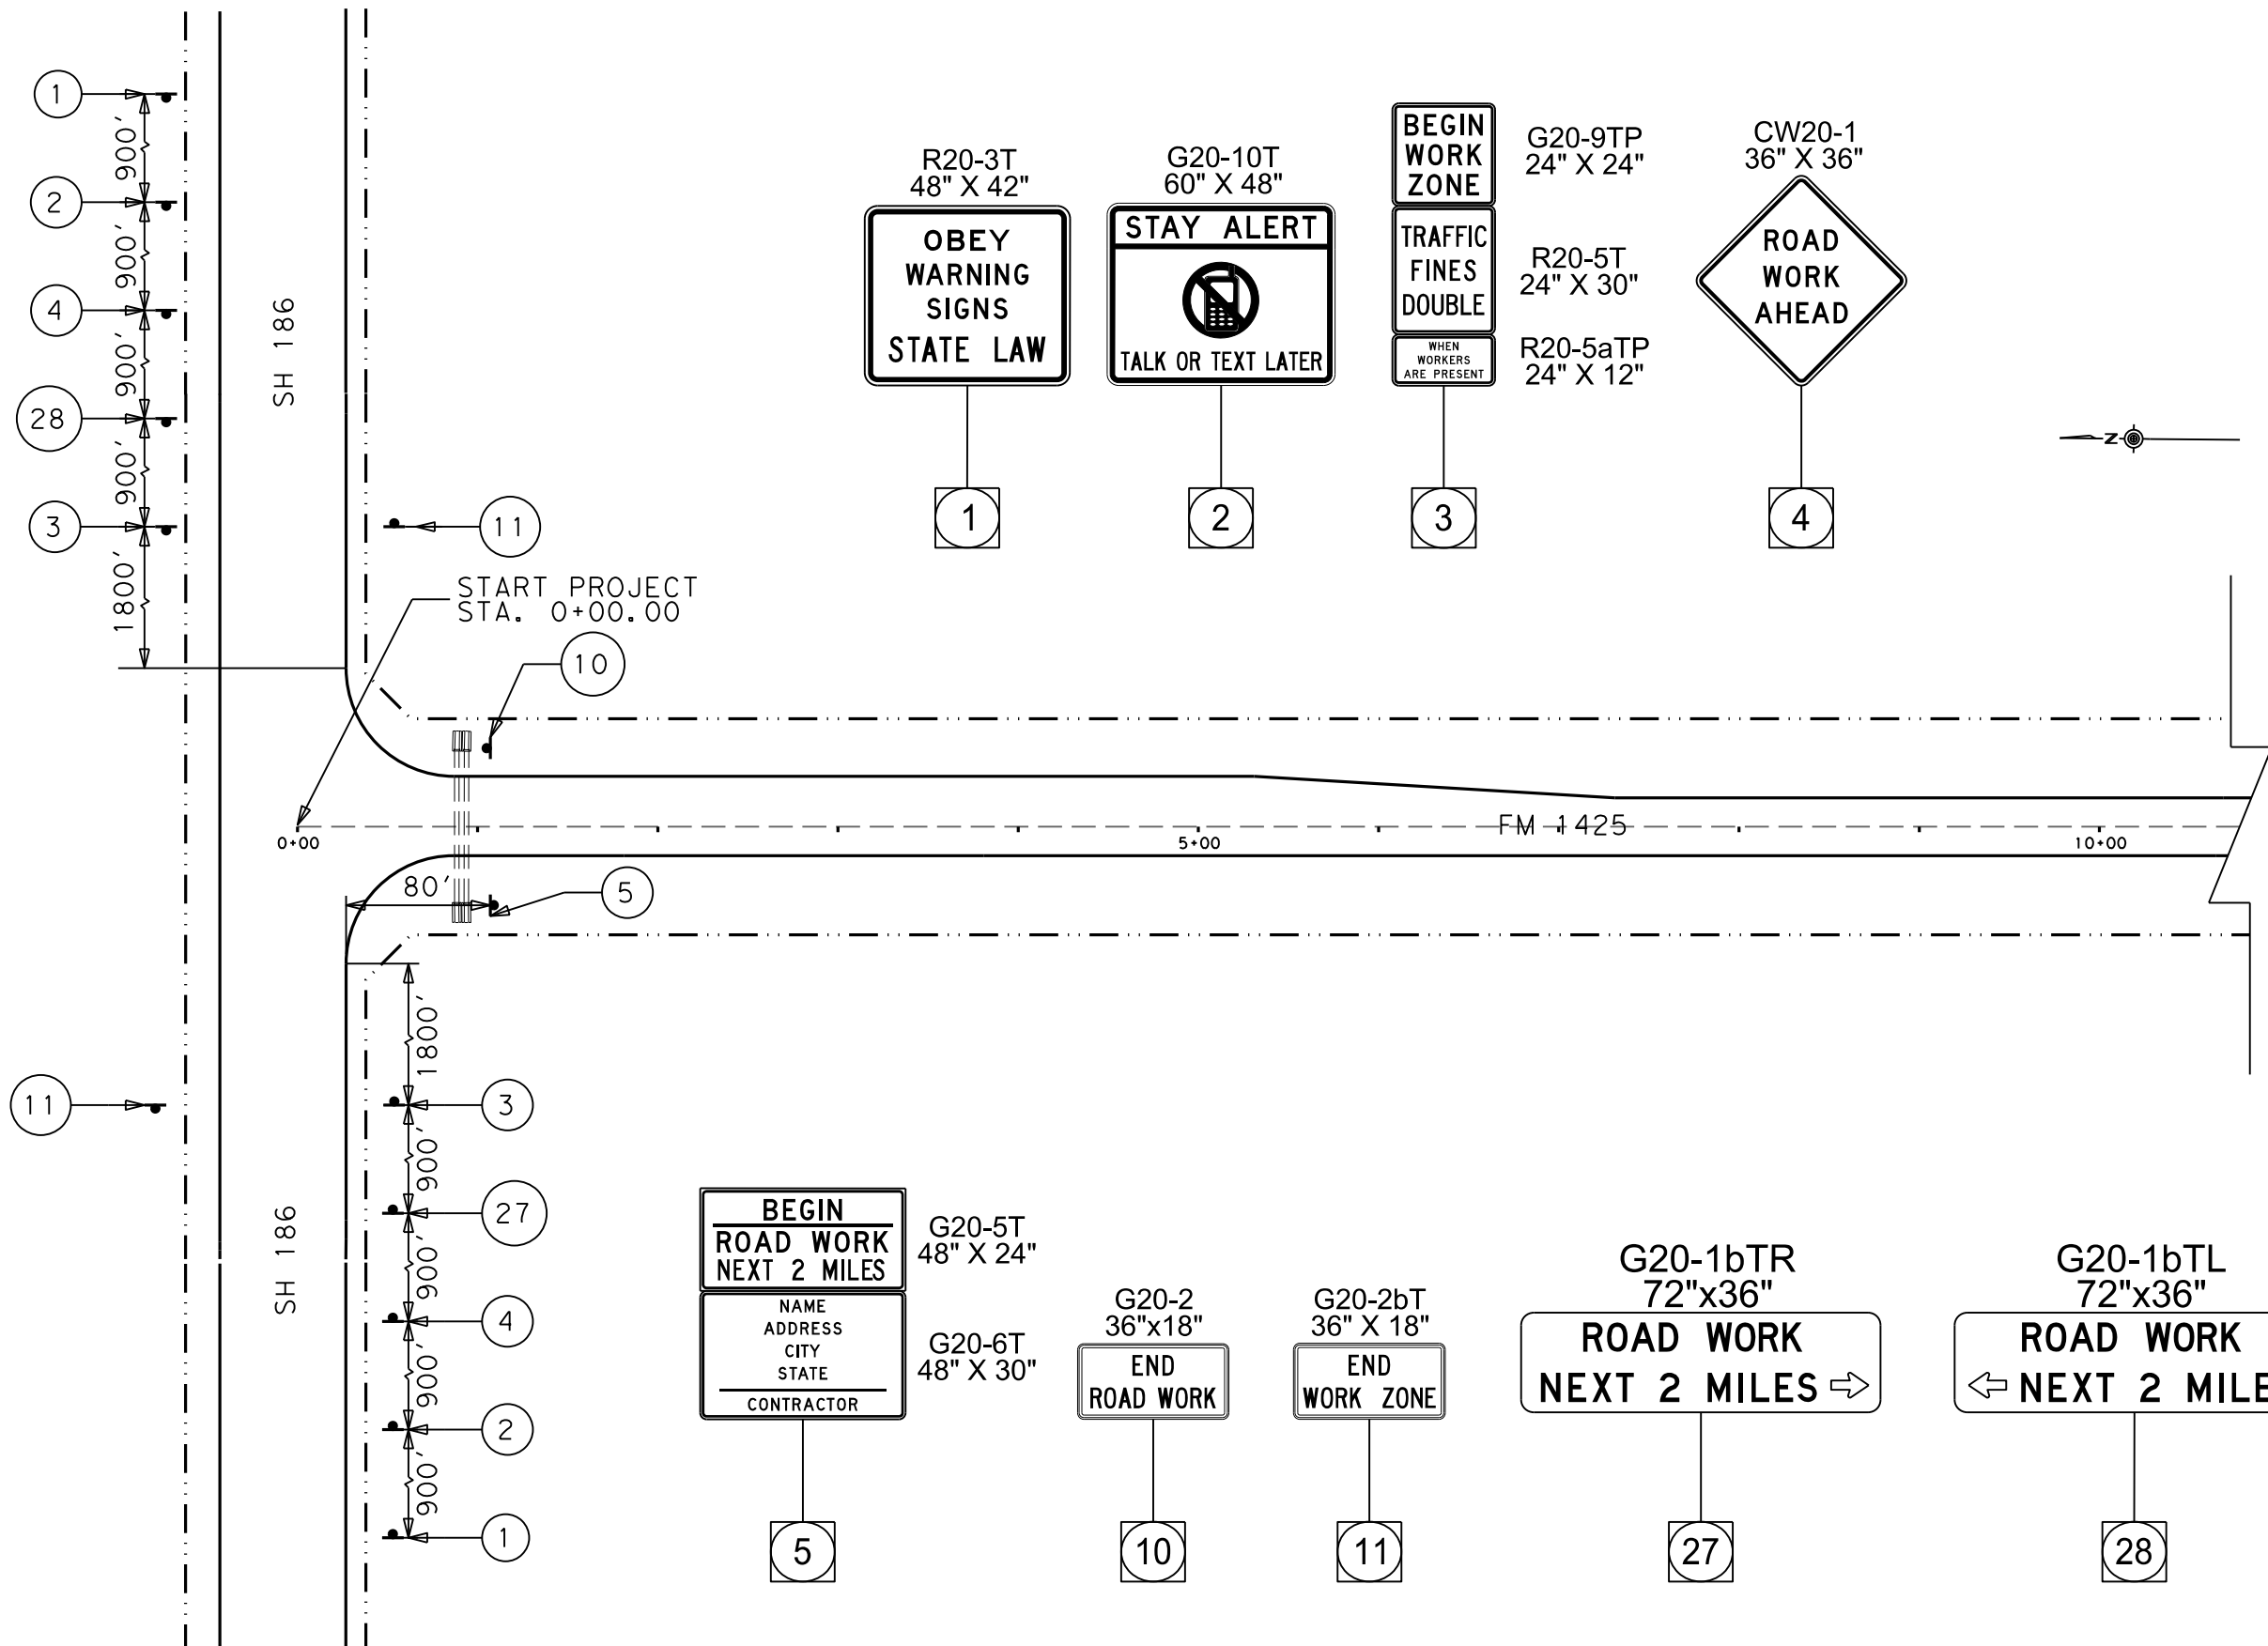 1
900'
2
900'
4
900'
28
900'
3
1800'
SH 186
11
START PROJECT
STA. 0+00.00
10
R20-3T
48" X 42"
OBEY
WARNING
SIGNS
STATE LAW
1
G20-10T
60" X 48"
STAY ALERT
TALK OR TEXT LATER
2
BEGIN
WORK
ZONE
TRAFFIC
FINES
DOUBLE
WHEN
WORKERS
ARE PRESENT
G20-9TP
24" X 24"
R20-5T
24" X 30"
R20-5aTP
24" X 12"
3
CW20-1
36" X 36"
ROAD
WORK
AHEAD
4
N
0+00
5+00
FM 1425
10+00
80'
5
1800'
11
3
900'
27
900'
4
900'
2
900'
1
SH 186
BEGIN
ROAD WORK
NEXT 2 MILES
NAME
ADDRESS
CITY
STATE
CONTRACTOR
G20-5T
48" X 24"
G20-6T
48" X 30"
5
G20-2
36"x18"
END
ROAD WORK
10
G20-2bT
36" X 18"
END
WORK ZONE
11
G20-1bTR
72"x36"
ROAD WORK
NEXT 2 MILES
27
G20-1bTL
72"x36"
ROAD WORK
NEXT 2 MILE
28